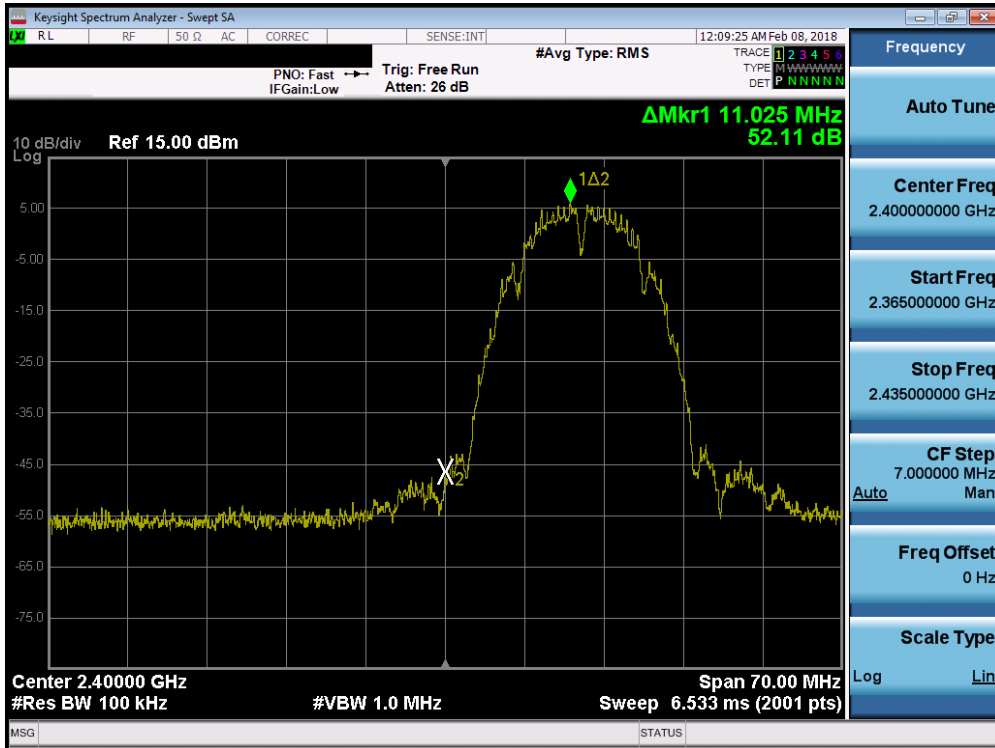 Keysight Spectrum Analyzer - Swept SA
LXI RL RF 50 Ω AC CORREC SENSE:INT 12:09:25 AM Feb 08, 2018
#Avg Type: RMS
TRACE 1 2 3 4 5 6
TYPE M W W W W W
DET P N N N N N
PNO: Fast
IFGain:Low
Trig: Free Run
Atten: 26 dB
ΔMkr1 11.025 MHz
52.11 dB
10 dB/div Ref 15.00 dBm
Log
1Δ2
5.00
-5.00
-15.0
-25.0
-35.0
-45.0
X2
-55.0
-65.0
-75.0
Center 2.40000 GHz Span 70.00 MHz
#Res BW 100 kHz #VBW 1.0 MHz Sweep 6.533 ms (2001 pts)
MSG STATUS
Frequency
Auto Tune
Center Freq
2.400000000 GHz
Start Freq
2.365000000 GHz
Stop Freq
2.435000000 GHz
CF Step
7.000000 MHz
Auto Man
Freq Offset
0 Hz
Scale Type
Log Lin